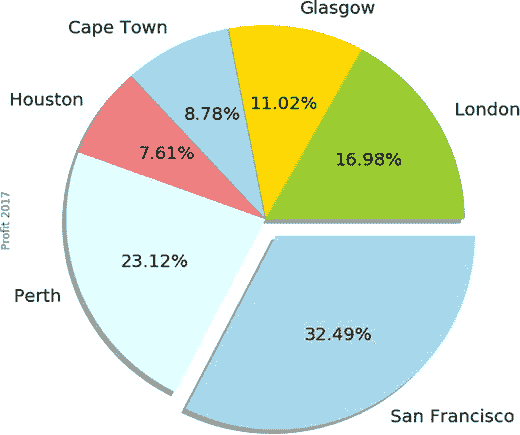 Glasgow
Cape Town
11.02%
8.78%
Houston
London
7.61%
16.98%
Profit 2017
23.12%
Perth
32.49%
San Francisco